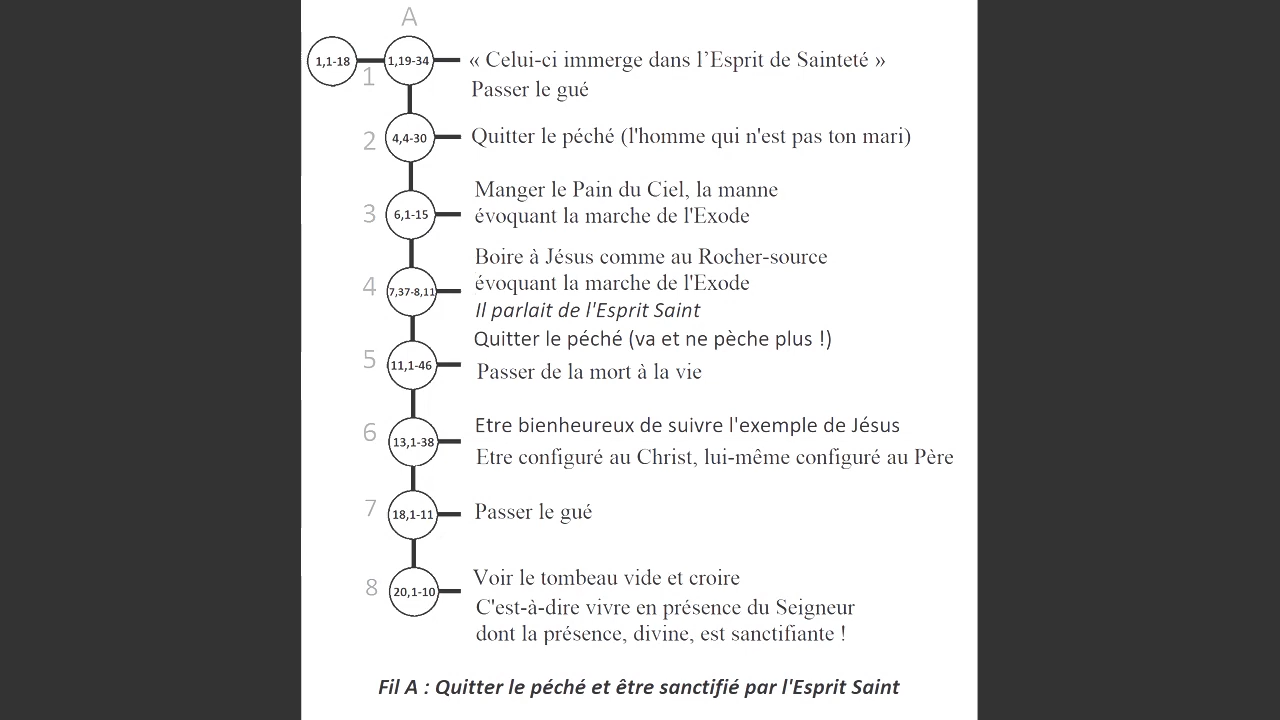 A
1,1-18
1,19-34
« Celui-ci immerge dans l’Esprit de Sainteté »
1
Passer le gué
2
4,4-30
Quitter le péché (l'homme qui n'est pas ton mari)
Manger le Pain du Ciel, la manne
3
6,1-15
évoquant la marche de l'Exode
Boire à Jésus comme au Rocher-source
4
7,37-8,11
évoquant la marche de l'Exode
Il parlait de l'Esprit Saint
Quitter le péché (va et ne pèche plus !)
5
11,1-46
Passer de la mort à la vie
6
13,1-38
Etre bienheureux de suivre l'exemple de Jésus
Etre configuré au Christ, lui-même configuré au Père
7
18,1-11
Passer le gué
8
20,1-10
Voir le tombeau vide et croire
C'est-à-dire vivre en présence du Seigneur
dont la présence, divine, est sanctifiante !
Fil A : Quitter le péché et être sanctifié par l'Esprit Saint